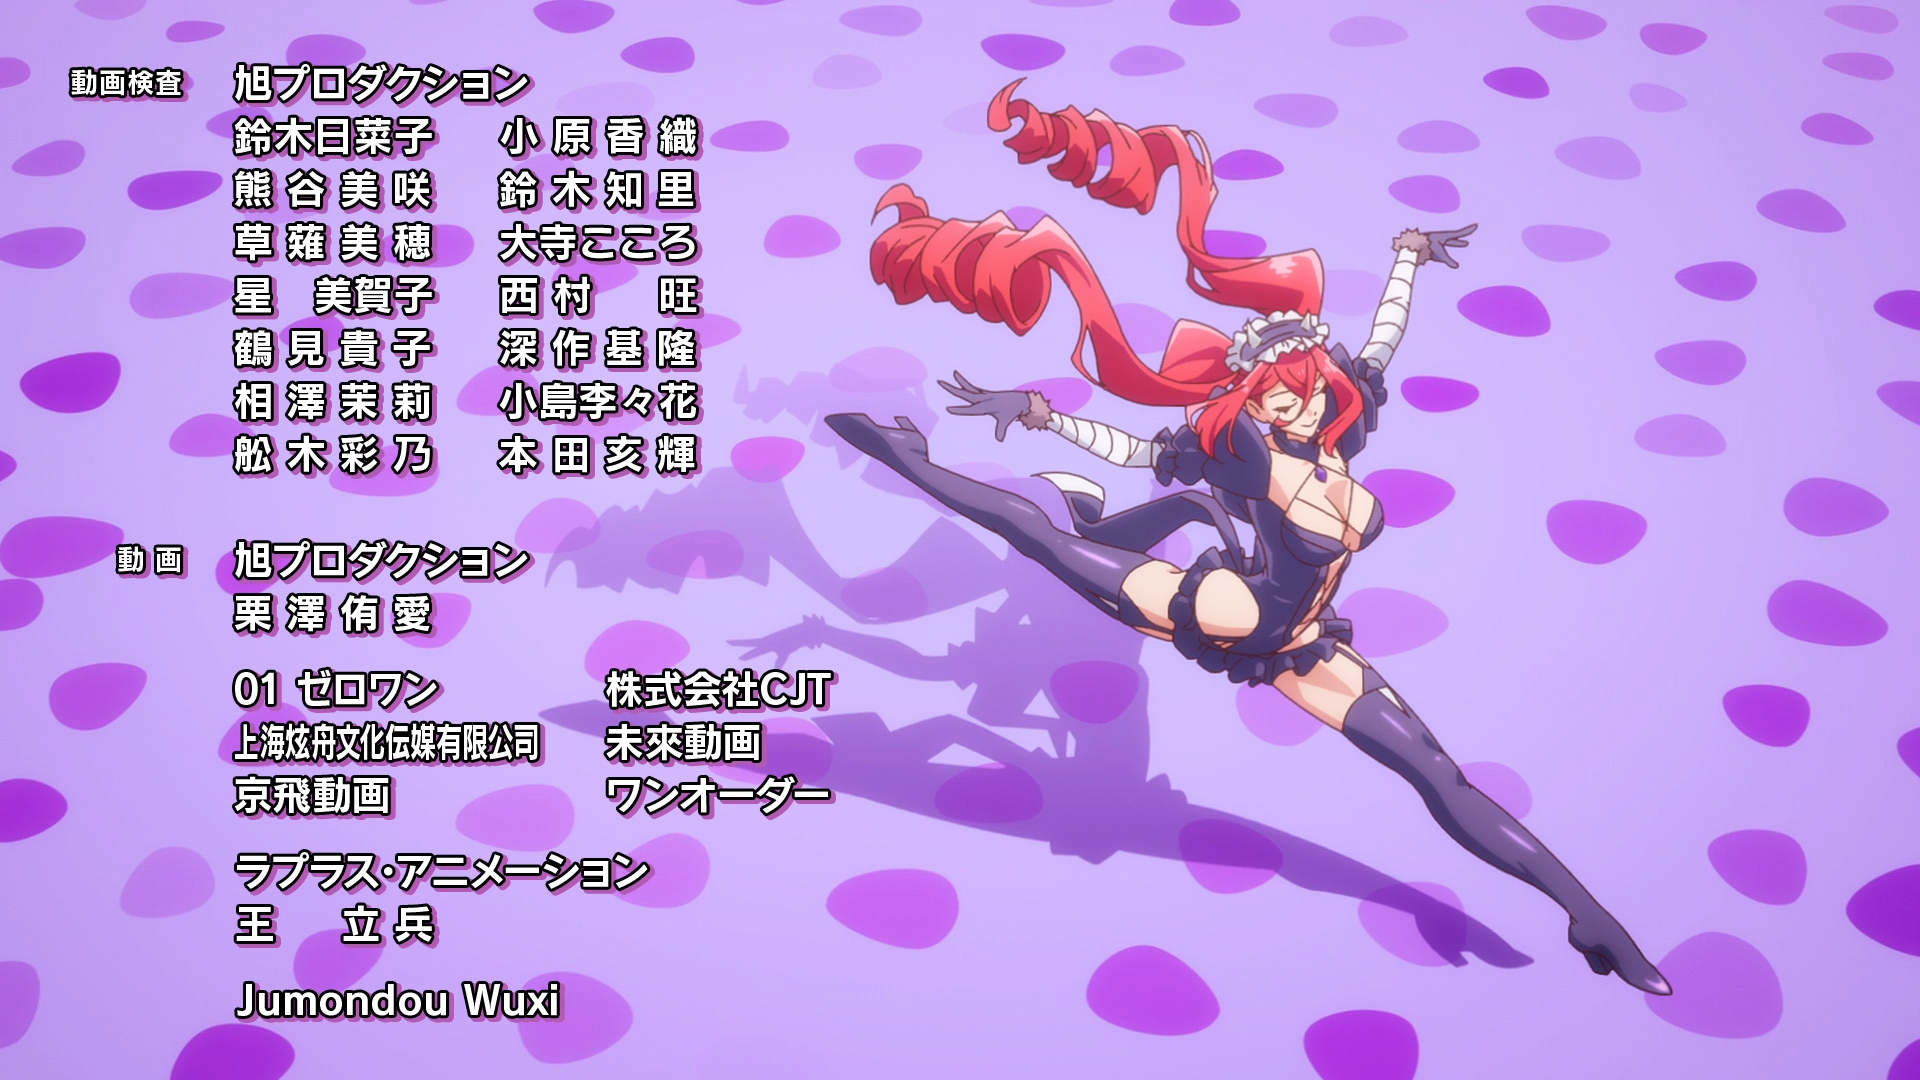 動画検査 旭プロダクション
鈴木日菜子 小原香織
熊谷美咲 鈴木知里
草薙美穂 大寺こころ
星 美賀子 西村 旺
鶴見貴子 深作基隆
相澤茉莉 小島李々花
舩木彩乃 本田亥輝
動画 旭プロダクション
栗澤侑愛
01 ゼロワン 株式会社CJT
上海炫舟文化伝媒有限公司 未來動画
京飛動画 ワンオーダー
ラプラス・アニメーション
王 立兵
Jumondou Wuxi